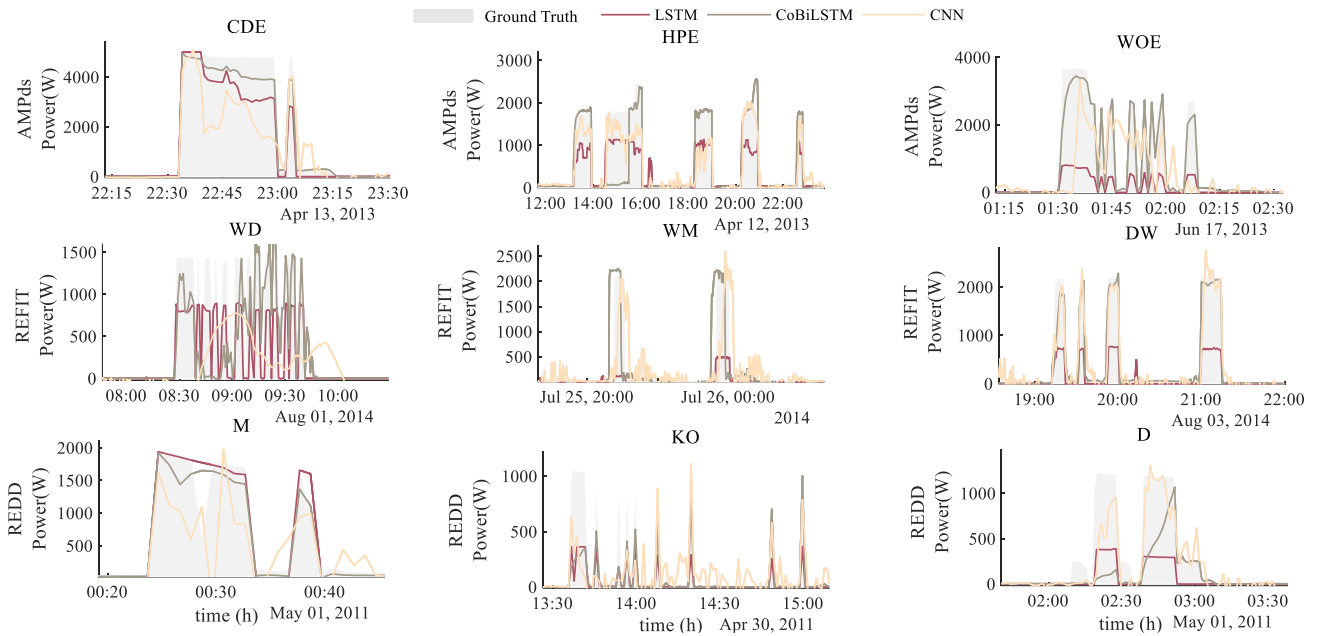 Ground Truth LSTM CoBiLSTM CNN
CDE
AMPds
Power(W)
4000
2000
0
22:15 22:30 22:45 23:00 23:15 23:30
Apr 13, 2013
HPE
AMPds
Power(W)
3000
2000
1000
0
12:00 14:00 16:00 18:00 20:00 22:00
Apr 12, 2013
WOE
AMPds
Power(W)
4000
2000
0
01:15 01:30 01:45 02:00 02:15 02:30
Jun 17, 2013
WD
REFIT
Power(W)
1500
1000
500
0
08:00 08:30 09:00 09:30 10:00
Aug 01, 2014
WM
REFIT
Power(W)
2500
2000
1500
1000
500
Jul 25, 20:00 Jul 26, 00:00
2014
DW
REFIT
Power(W)
2000
1000
0
19:00 20:00 21:00 22:00
Aug 03, 2014
M
REDD
Power(W)
2000
1500
1000
500
00:20 00:30 00:40
time (h) May 01, 2011
KO
REDD
Power(W)
1000
500
0
13:30 14:00 14:30 15:00
time (h) Apr 30, 2011
D
REDD
Power(W)
1000
500
0
02:00 02:30 03:00 03:30
time (h) May 01, 2011